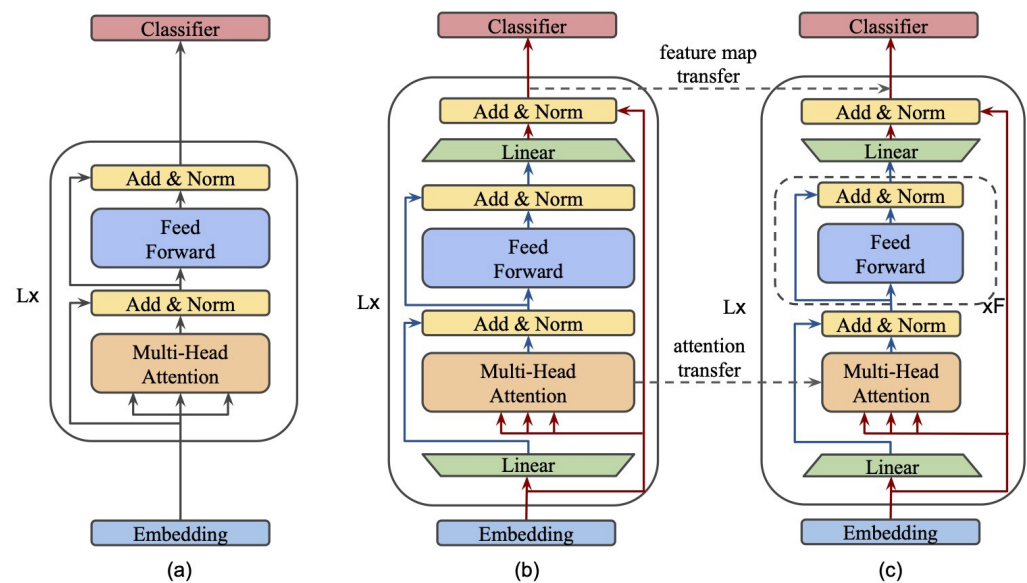 Classifier
Add & Norm
Feed
Forward
Lx
Add & Norm
Multi-Head
Attention
Embedding
(a)
Classifier
feature map
transfer
Add & Norm
Linear
Add & Norm
Feed
Forward
Lx
Add & Norm
attention
transfer
Multi-Head
Attention
Linear
Embedding
(b)
Classifier
Add & Norm
Linear
Add & Norm
Feed
Forward
Lx
xF
Add & Norm
Multi-Head
Attention
Linear
Embedding
(c)